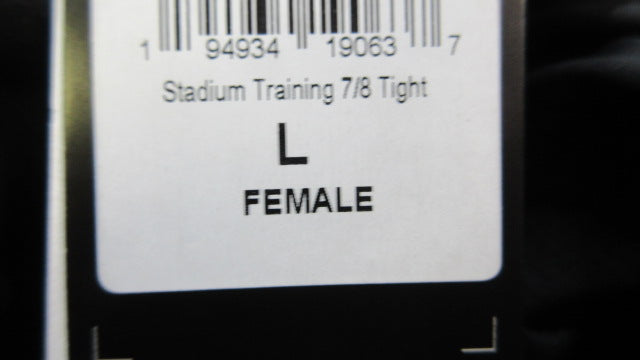 1 94934 19063 7
Stadium Training 7/8 Tight
L
FEMALE